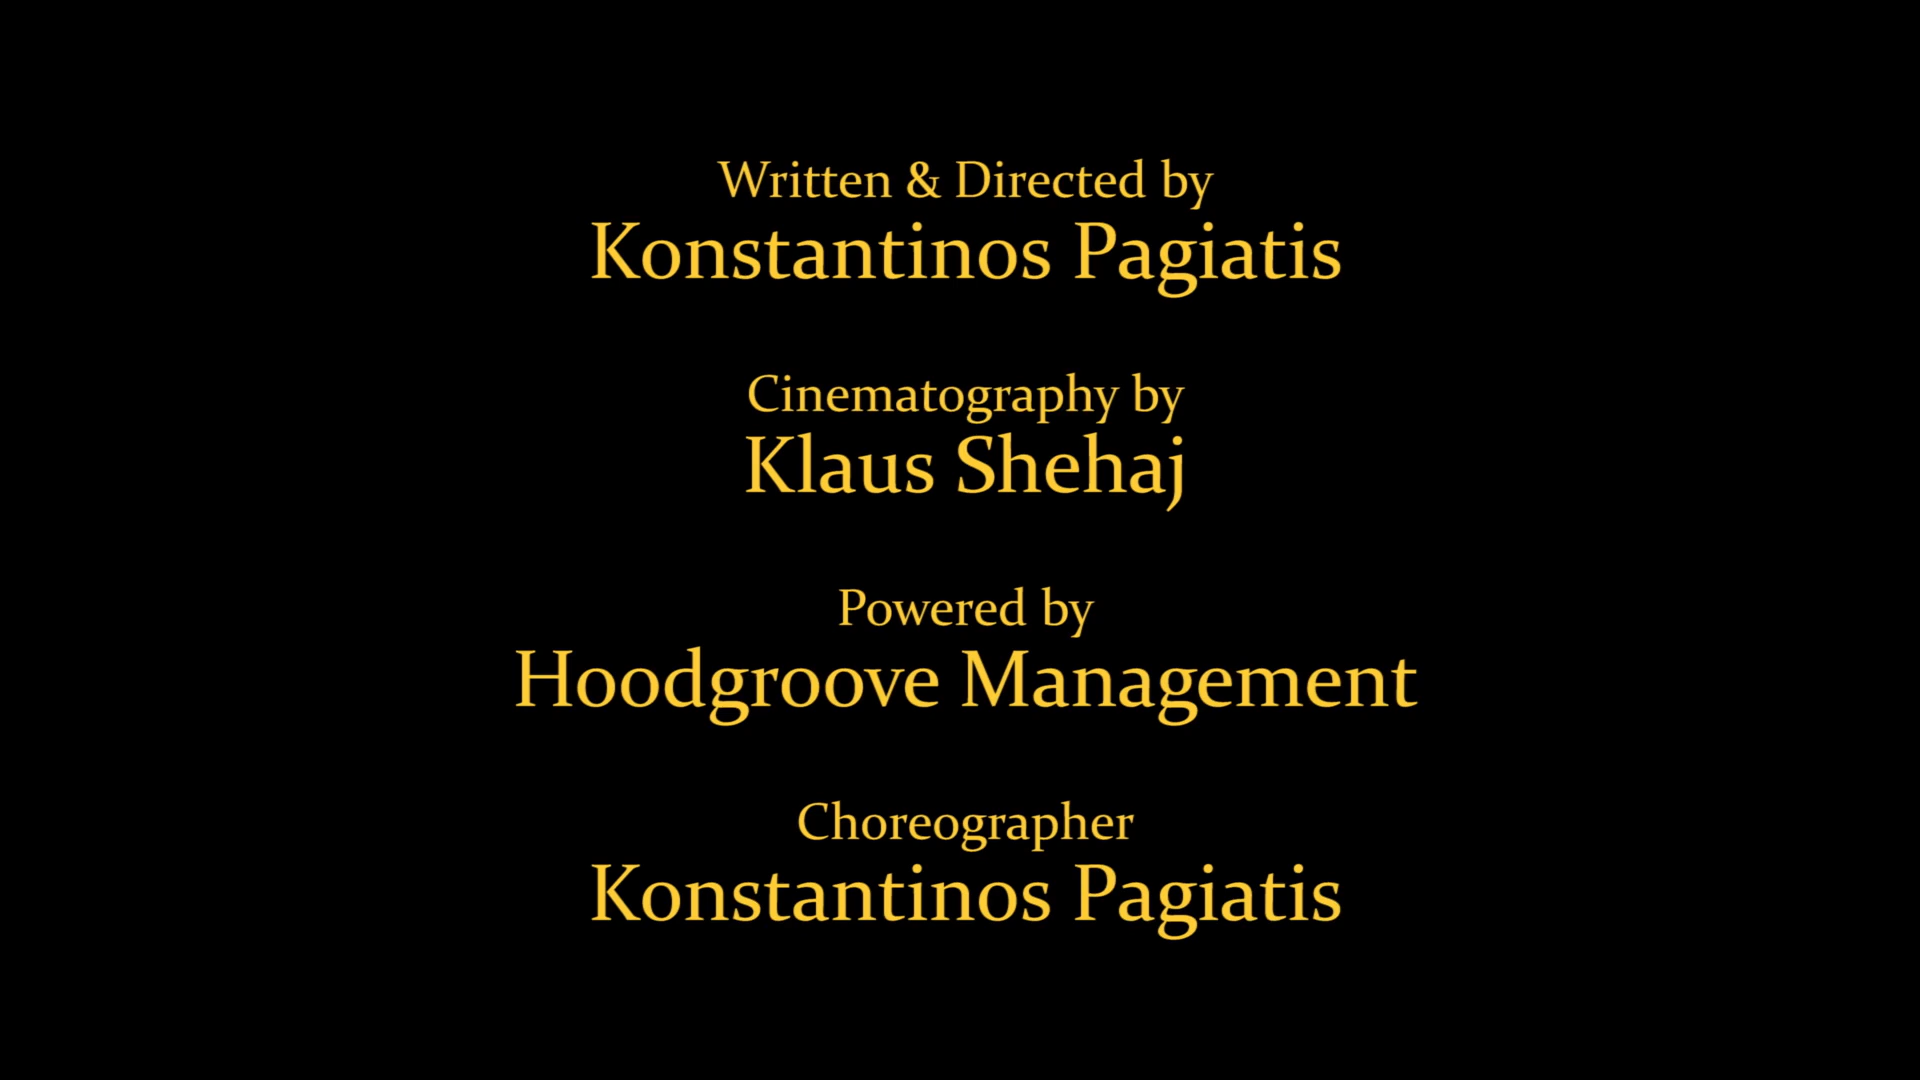 Written & Directed by
Konstantinos Pagiatis
Cinematography by
Klaus Shehaj
Powered by
Hoodgroove Management
Choreographer
Konstantinos Pagiatis